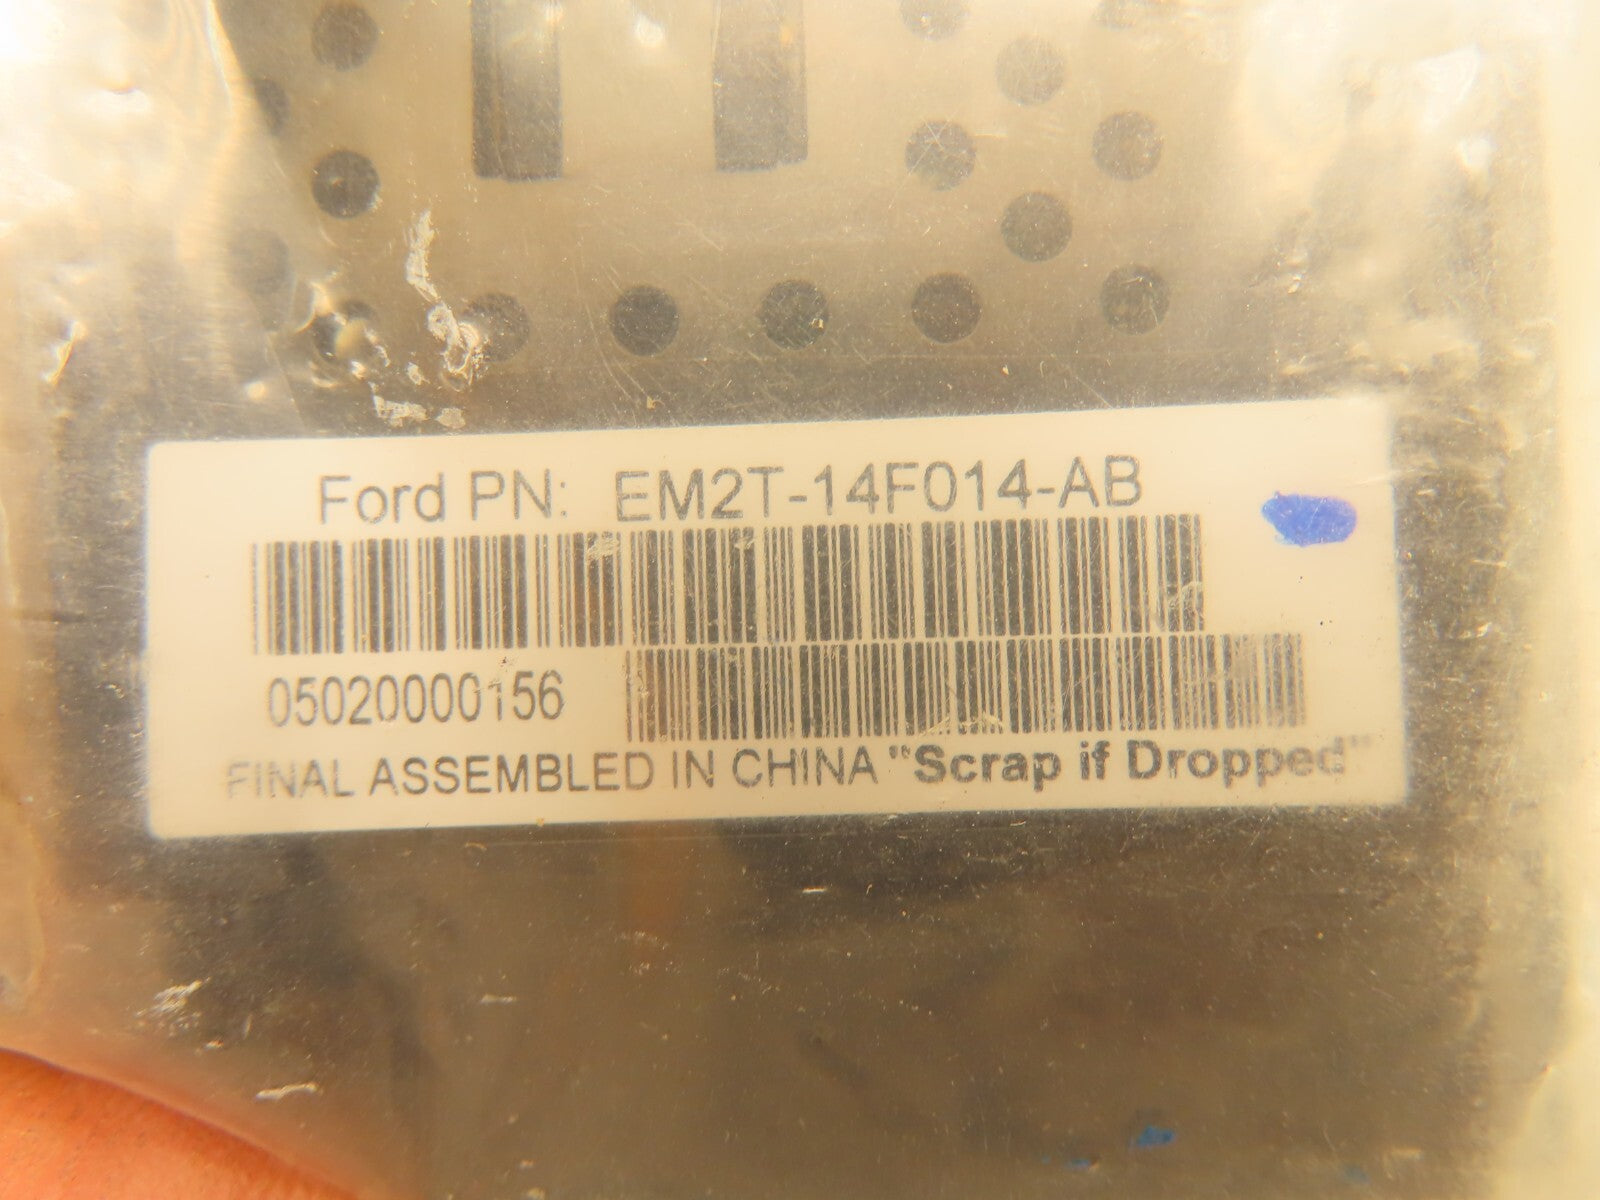 Ford PN: EM2T-14F014-AB
05020000156
FINAL ASSEMBLED IN CHINA "Scrap if Dropped"